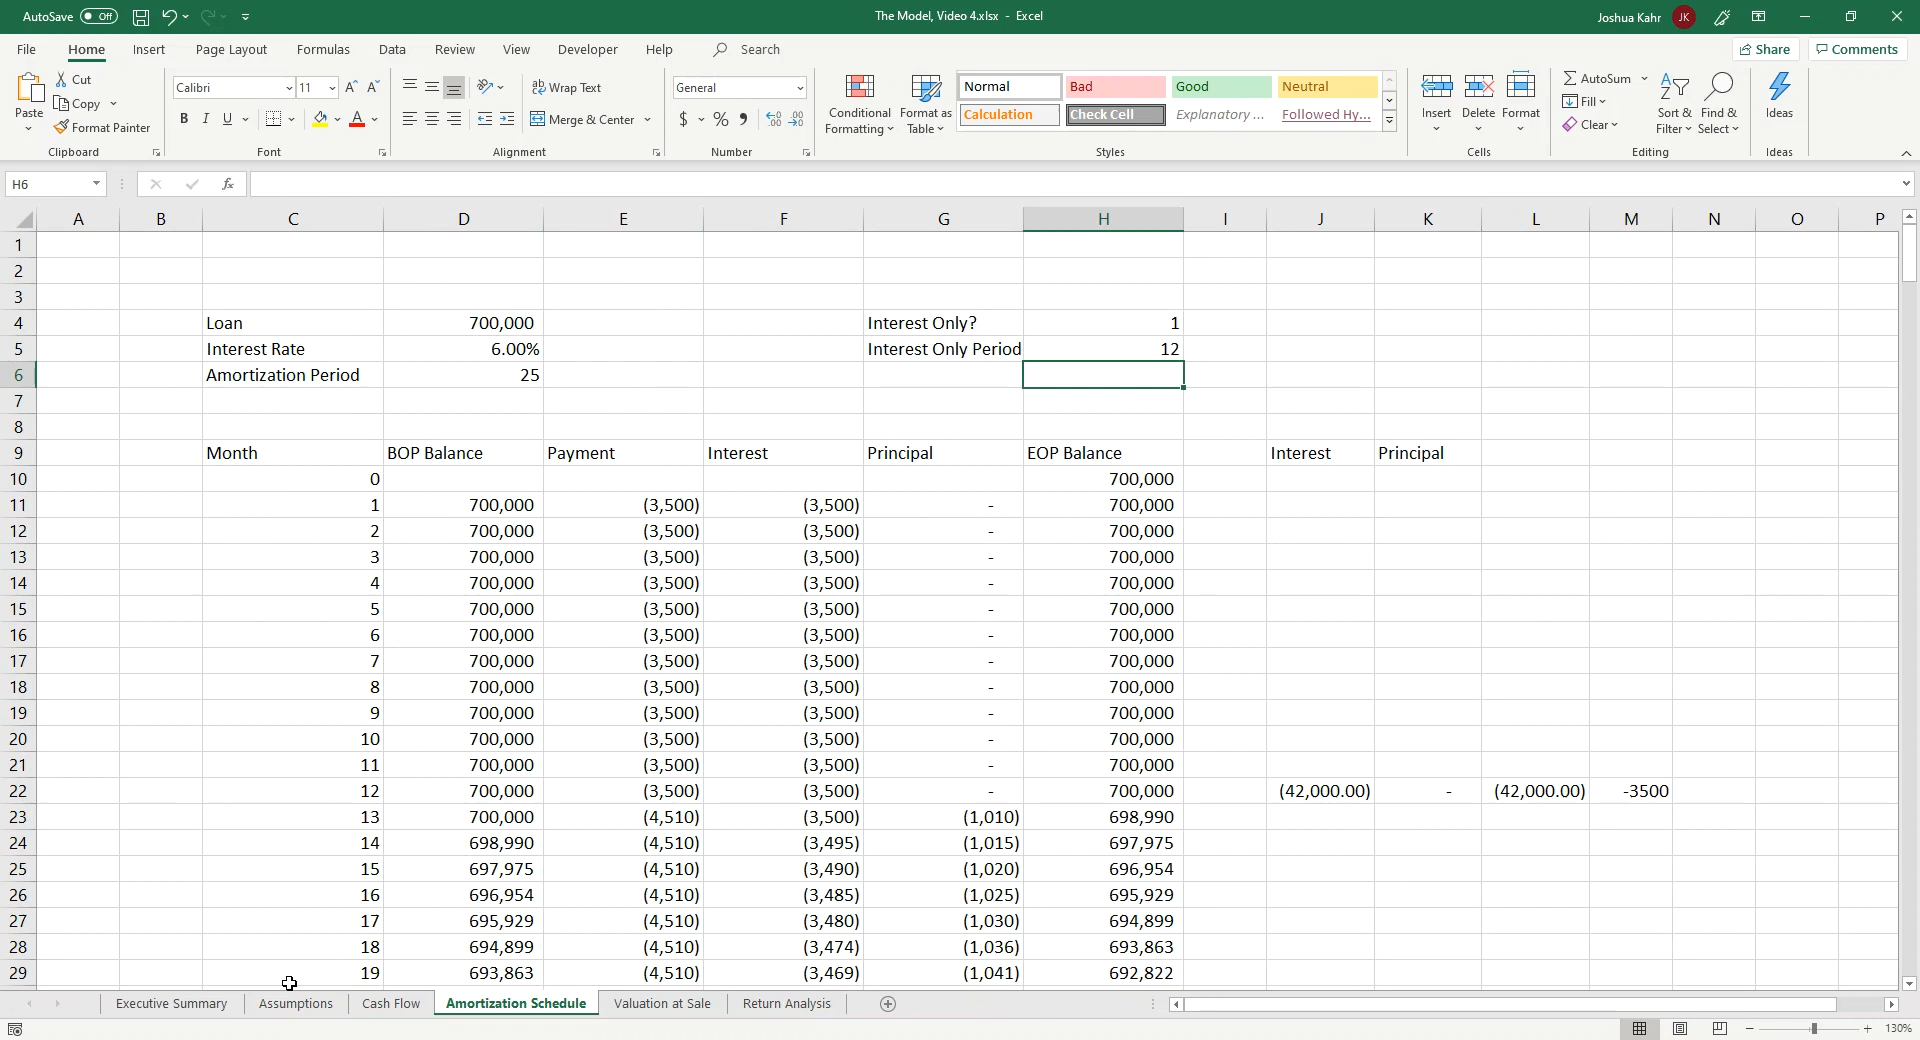 AutoSave Off The Model, Video 4.xlsx - Excel Joshua Kahr JK
File Home Insert Page Layout Formulas Data Review View Developer Help Search Share Comments
Paste Cut Copy Format Painter Clipboard
Calibri 11 B I U A Font
Wrap Text Merge & Center Alignment
General $ % Number
Conditional Formatting Format as Table Normal Bad Good Neutral
Calculation Check Cell Explanatory ... Followed Hy... Styles
Insert Delete Format Cells
AutoSum Fill Clear Sort & Filter Find & Select Editing
Ideas Ideas
H6 fx
A B C D E F G H I J K L M N O P
1
2
3
4 Loan 700,000 Interest Only? 1
5 Interest Rate 6.00% Interest Only Period 12
6 Amortization Period 25
7
8
9 Month BOP Balance Payment Interest Principal EOP Balance Interest Principal
10 0 700,000
11 1 700,000 (3,500) (3,500) - 700,000
12 2 700,000 (3,500) (3,500) - 700,000
13 3 700,000 (3,500) (3,500) - 700,000
14 4 700,000 (3,500) (3,500) - 700,000
15 5 700,000 (3,500) (3,500) - 700,000
16 6 700,000 (3,500) (3,500) - 700,000
17 7 700,000 (3,500) (3,500) - 700,000
18 8 700,000 (3,500) (3,500) - 700,000
19 9 700,000 (3,500) (3,500) - 700,000
20 10 700,000 (3,500) (3,500) - 700,000
21 11 700,000 (3,500) (3,500) - 700,000
22 12 700,000 (3,500) (3,500) - 700,000 (42,000.00) - (42,000.00) -3500
23 13 700,000 (4,510) (3,500) (1,010) 698,990
24 14 698,990 (4,510) (3,495) (1,015) 697,975
25 15 697,975 (4,510) (3,490) (1,020) 696,954
26 16 696,954 (4,510) (3,485) (1,025) 695,929
27 17 695,929 (4,510) (3,480) (1,030) 694,899
28 18 694,899 (4,510) (3,474) (1,036) 693,863
29 19 693,863 (4,510) (3,469) (1,041) 692,822
Executive Summary Assumptions Cash Flow Amortization Schedule Valuation at Sale Return Analysis
130%